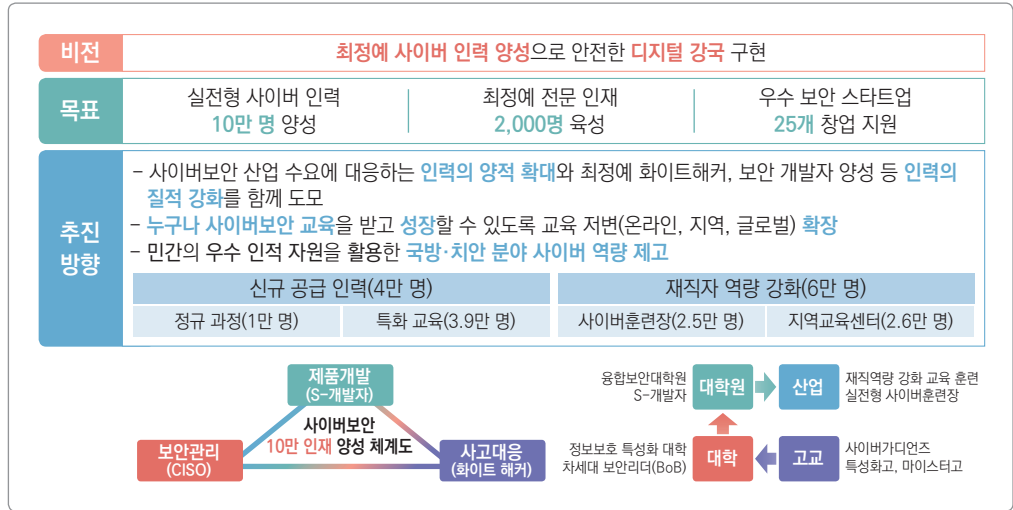 비전
최정예 사이버 인력 양성으로 안전한 디지털 강국 구현
목표
실전형 사이버 인력
10만 명 양성
최정예 전문 인재
2,000명 육성
우수 보안 스타트업
25개 창업 지원
추진
방향
– 사이버보안 산업 수요에 대응하는 인력의 양적 확대와 최정예 화이트해커, 보안 개발자 양성 등 인력의
질적 강화를 함께 도모
– 누구나 사이버보안 교육을 받고 성장할 수 있도록 교육 저변(온라인, 지역, 글로벌) 확장
– 민간의 우수 인적 자원을 활용한 국방·치안 분야 사이버 역량 제고
신규 공급 인력(4만 명)
재직자 역량 강화(6만 명)
정규 과정(1만 명)
특화 교육(3.9만 명)
사이버훈련장(2.5만 명)
지역교육센터(2.6만 명)
제품개발
(S-개발자)
사이버보안
10만 인재 양성 체계도
보안관리
(CISO)
사고대응
(화이트 해커)
융합보안대학원
S-개발자
대학원
산업
재직역량 강화 교육 훈련
실전형 사이버훈련장
정보보호 특성화 대학
차세대 보안리더(BoB)
대학
고교
사이버가디언즈
특성화고, 마이스터고